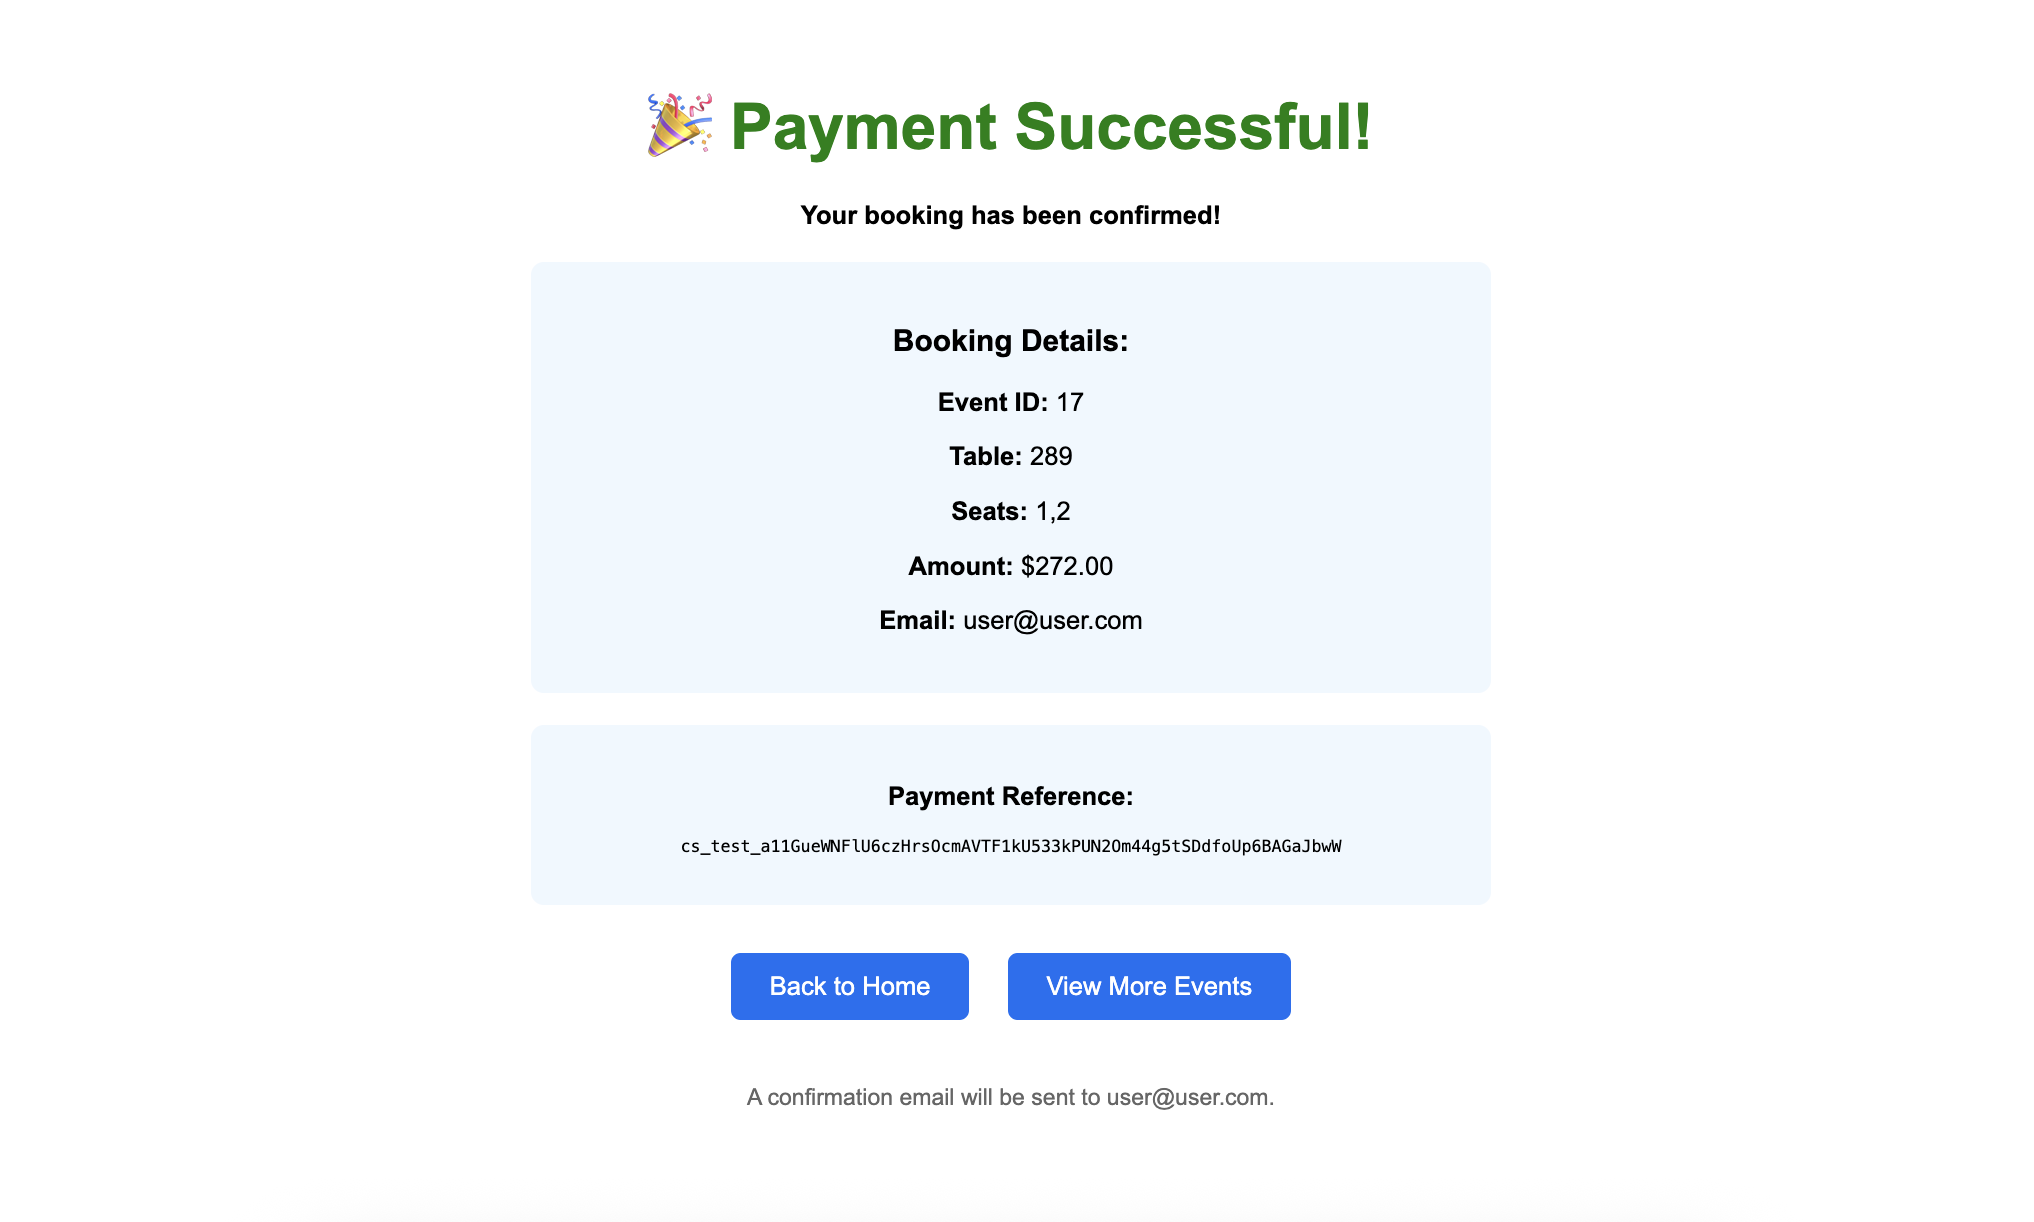 🎉 Payment Successful!
Your booking has been confirmed!
Booking Details:
Event ID: 17
Table: 289
Seats: 1,2
Amount: $272.00
Email: user@user.com
Payment Reference:
cs_test_a11GueWNFlU6czHrsOcmAVTF1kU533kPUN2Om44g5tSDdfoUp6BAGaJbwW
Back to Home
View More Events
A confirmation email will be sent to user@user.com.